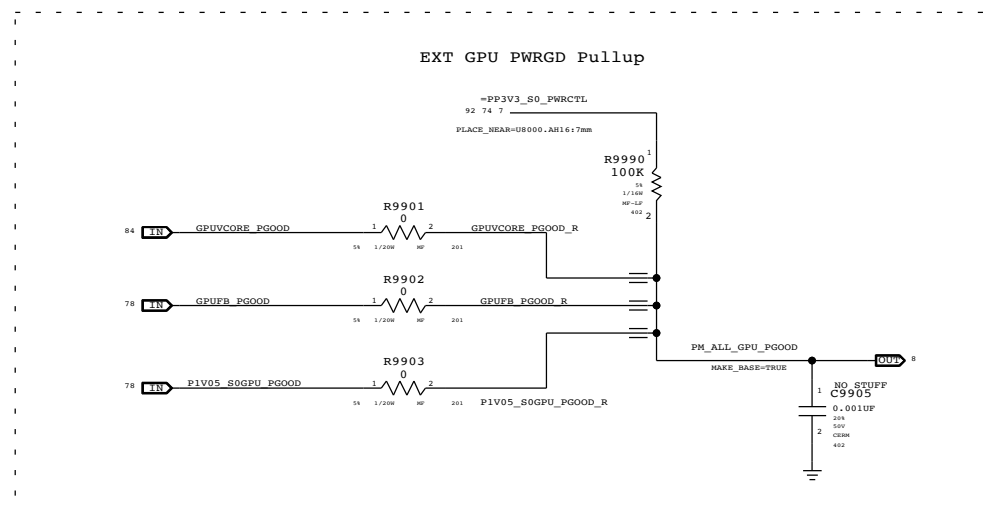 EXT GPU PWRGD Pullup
=PP3V3_S0_PWRCTL
92 74 7
PLACE_NEAR=U8000.AH16:7mm
R9990
1
100K
5%
1/16W
MF-LF
402
2
R9901
0
84 IN GPUVCORE_PGOOD 1 2 GPUVCORE_PGOOD_R
5% 1/20W MF 201
R9902
0
78 IN GPUFB_PGOOD 1 2 GPUFB_PGOOD_R
5% 1/20W MF 201
PM_ALL_GPU_PGOOD
OUT 8
MAKE_BASE=TRUE
R9903
0
78 IN P1V05_S0GPU_PGOOD 1 2
5% 1/20W MF 201 P1V05_S0GPU_PGOOD_R
NO STUFF
1 C9905
0.001UF
20%
50V
2 CERM
402